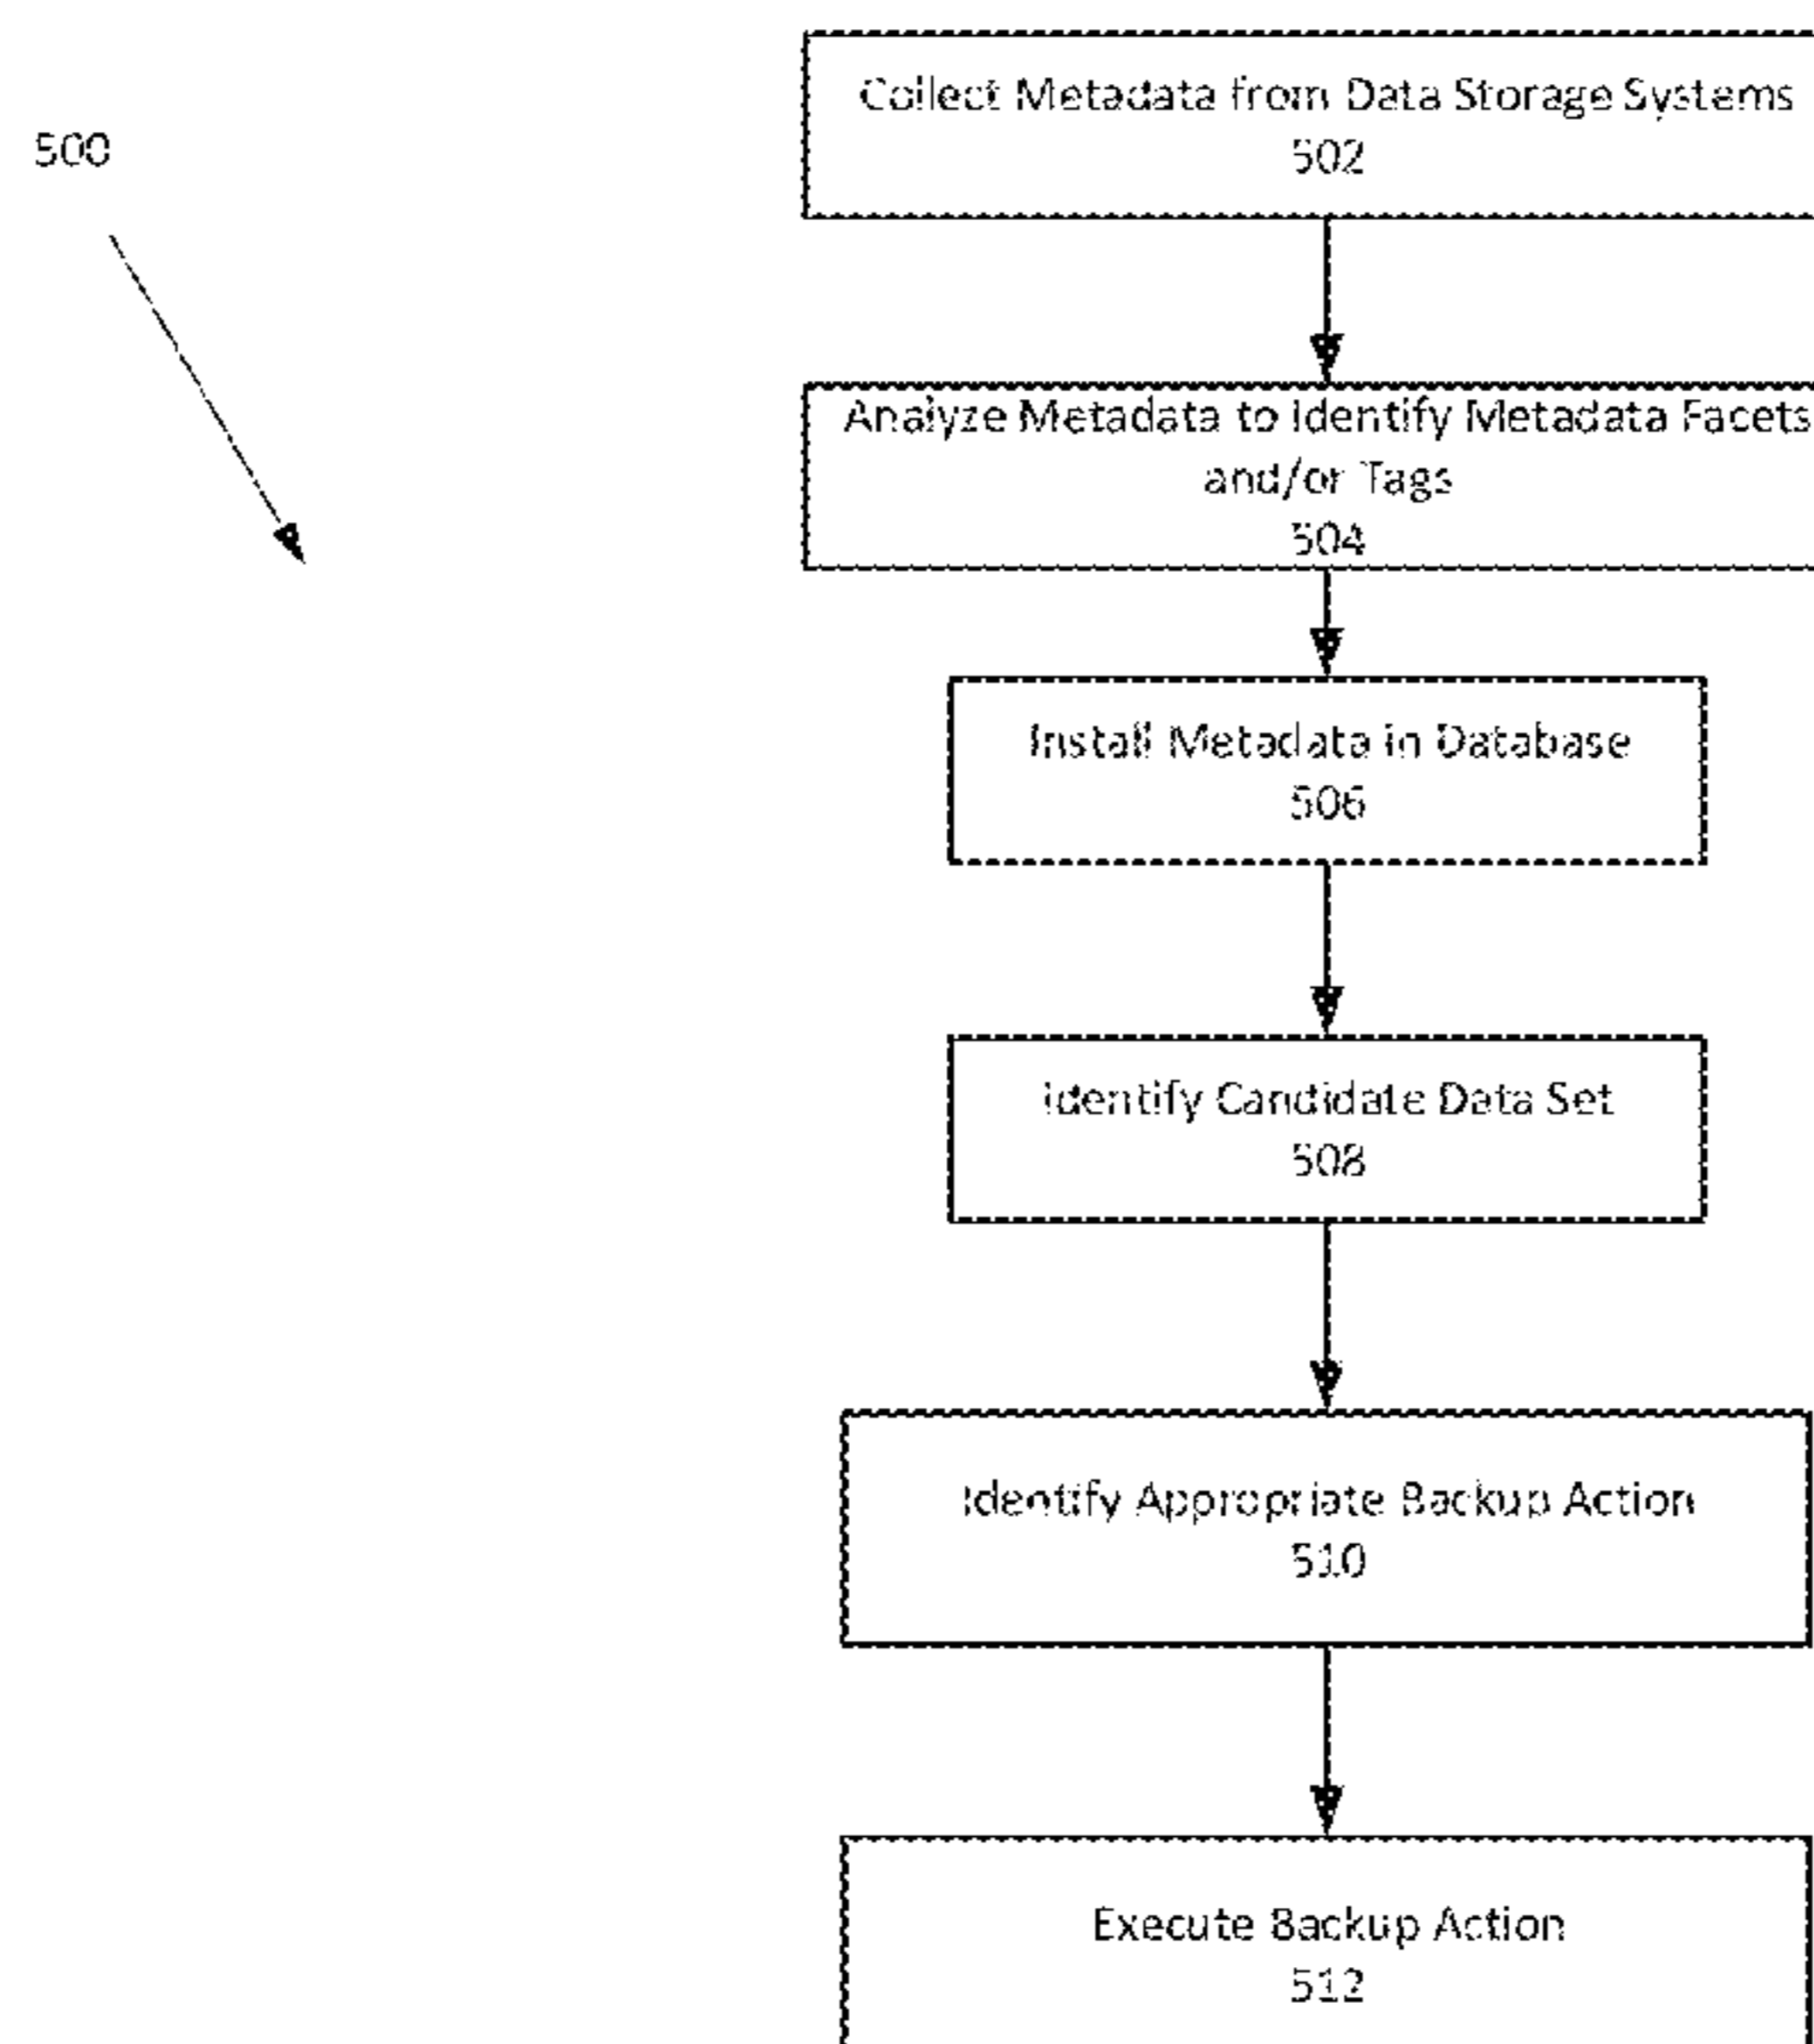 Collect Metadata from Data Storage Systems
502
500
Analyze Metadata to Identify Metadata Facets
and/or Tags
504
Install Metadata in Database
506
Identify Candidate Data Set
508
Identify Appropriate Backup Action
510
Execute Backup Action
512